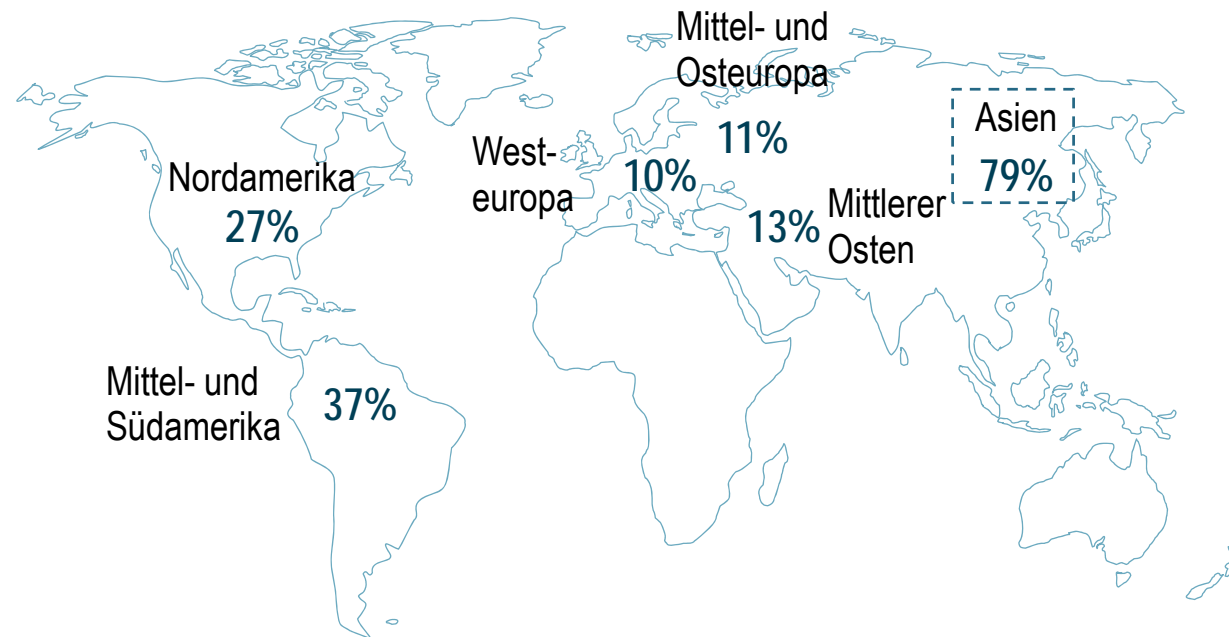 Mittel- und
Osteuropa
11%
Asien
79%
West-
europa
10%
Nordamerika
27%
13%
Mittlerer
Osten
Mittel- und
Südamerika
37%